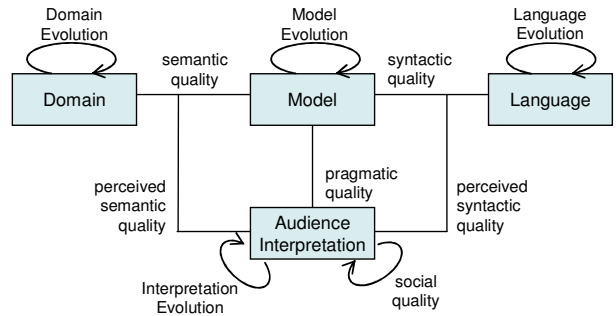 Domain
Evolution
Model
Evolution
Language
Evolution
semantic
quality
syntactic
quality
Domain
Model
Language
perceived
semantic
quality
pragmatic
quality
perceived
syntactic
quality
Audience
Interpretation
Interpretation
Evolution
social
quality